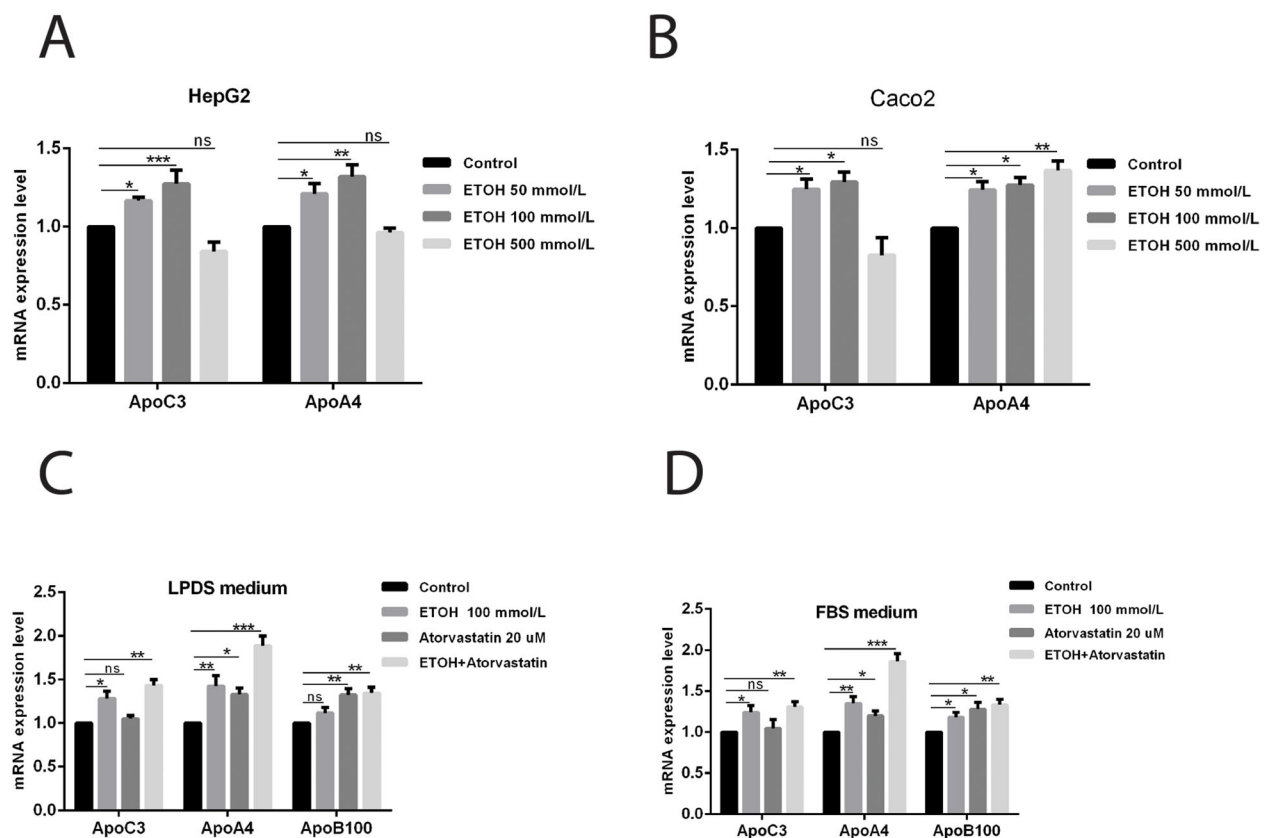 A
HepG2
mRNA expression level
1.5
1.0
0.5
0.0
ns
***
*
ns
**
*
ApoC3
ApoA4
Control
ETOH 50 mmol/L
ETOH 100 mmol/L
ETOH 500 mmol/L
B
Caco2
mRNA expression level
1.5
1.0
0.5
0.0
ns
*
*
**
*
*
ApoC3
ApoA4
Control
ETOH 50 mmol/L
ETOH 100 mmol/L
ETOH 500 mmol/L
C
LPDS medium
mRNA expression level
2.5
2.0
1.5
1.0
0.5
0.0
**
ns
*
***
*
**
**
**
ns
ApoC3
ApoA4
ApoB100
Control
ETOH 100 mmol/L
Atorvastatin 20 uM
ETOH+Atorvastatin
D
FBS medium
mRNA expression level
2.5
2.0
1.5
1.0
0.5
0.0
**
ns
*
***
*
**
**
*
*
ApoC3
ApoA4
ApoB100
Control
ETOH 100 mmol/L
Atorvastatin 20 uM
ETOH+Atorvastatin